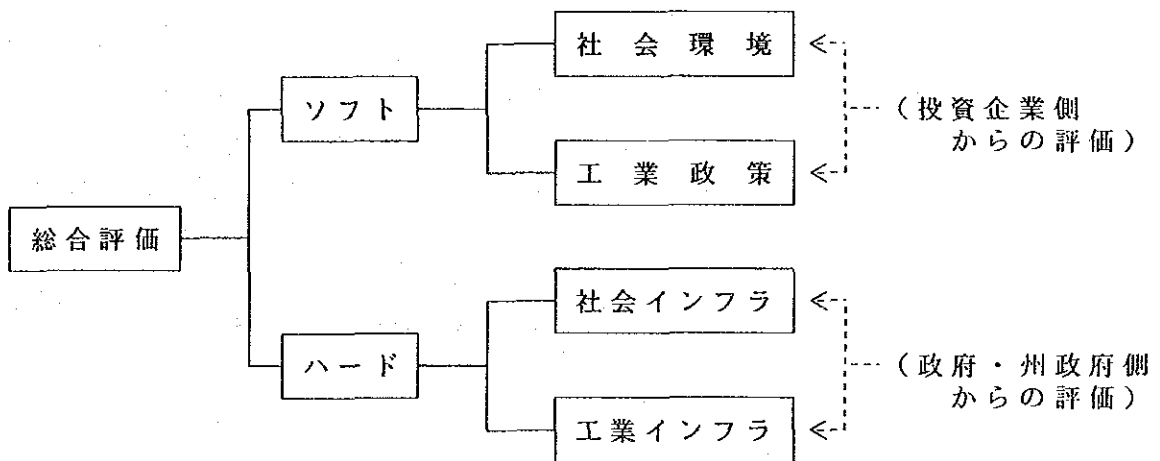 社会環境
ソフト
(投資企業側
からの評価)
工業政策
総合評価
社会インフラ
ハード
(政府・州政府側
からの評価)
工業インフラ